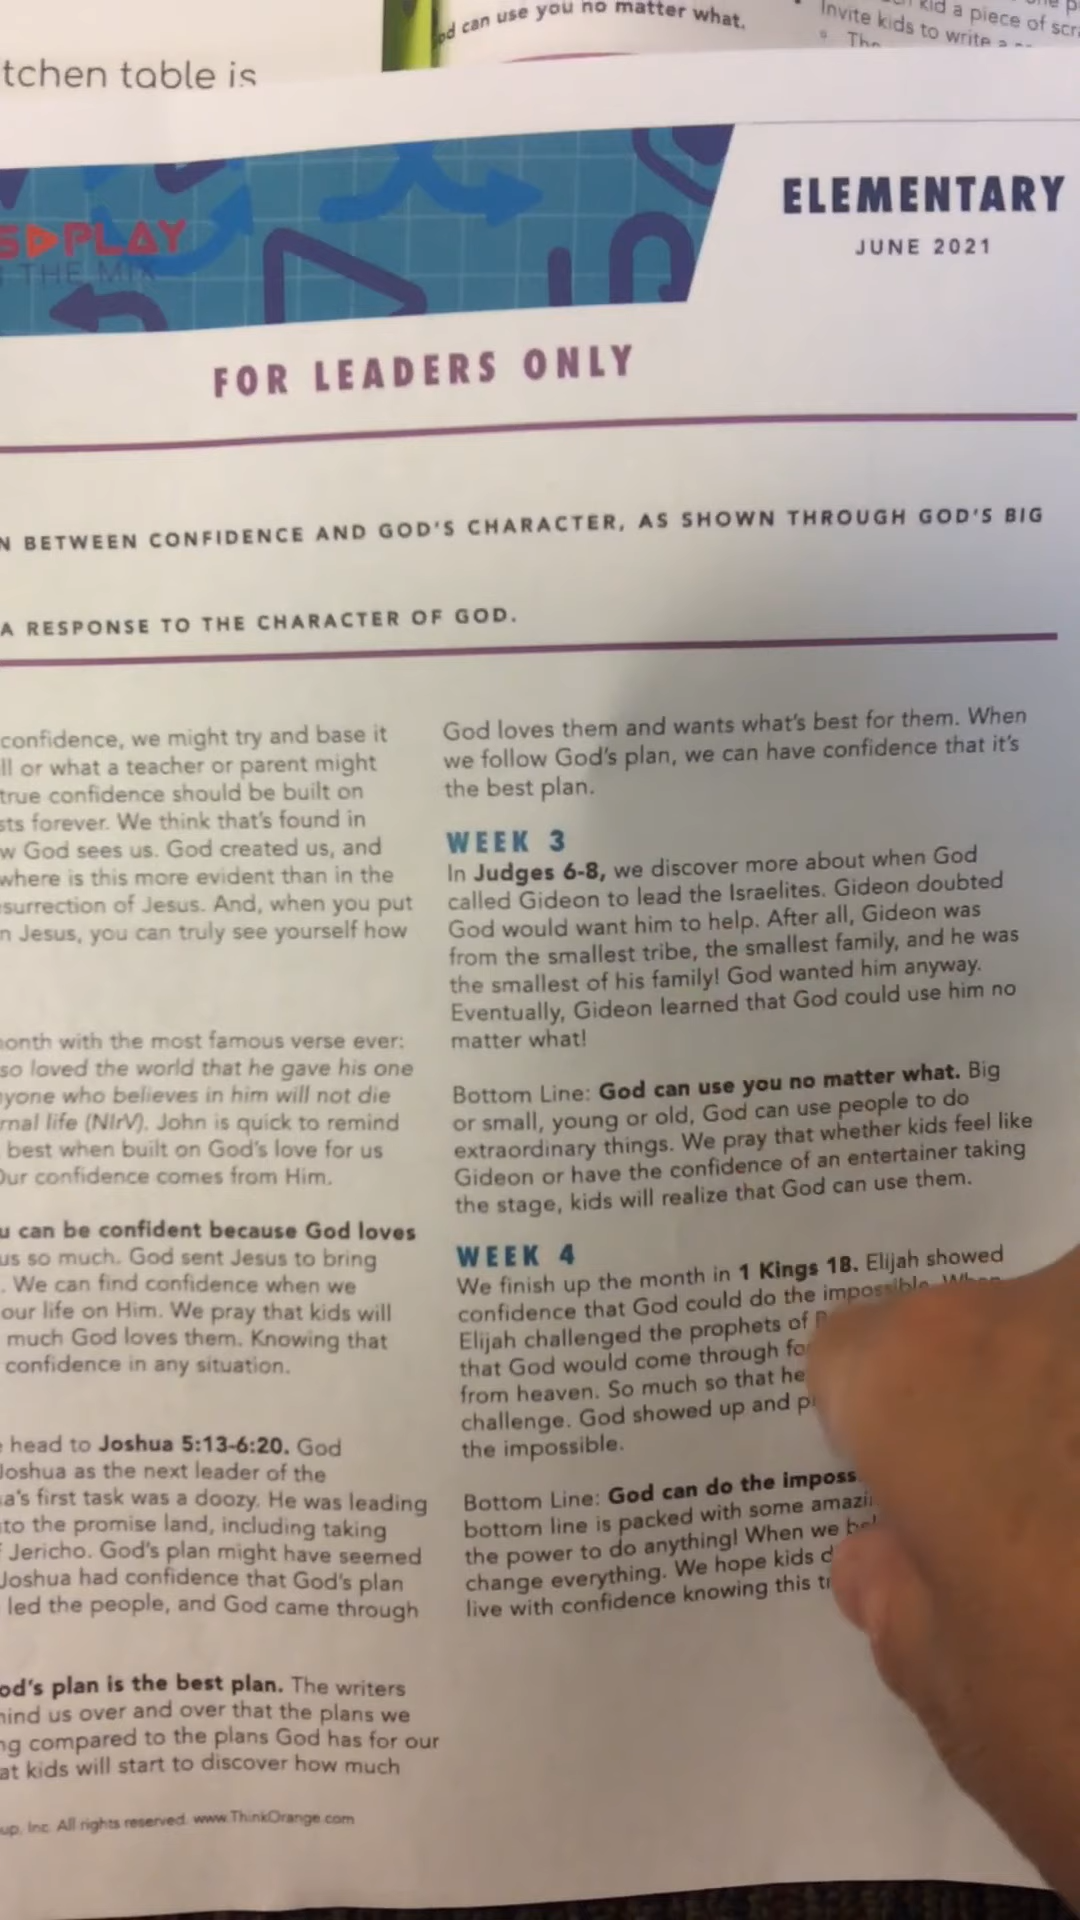 can use you no matter what.
kid a piece of
Invite kids to write a
tchen table is
PLAY
THE MIX
ELEMENTARY
JUNE 2021
FOR LEADERS ONLY
BETWEEN CONFIDENCE AND GOD'S CHARACTER, AS SHOWN THROUGH GOD'S BIG
A RESPONSE TO THE CHARACTER OF GOD.
confidence, we might try and base it
ll or what a teacher or parent might
true confidence should be built on
sts forever. We think that's found in
w God sees us. God created us, and
where is this more evident than in the
surrection of Jesus. And, when you put
n Jesus, you can truly see yourself how
onth with the most famous verse ever:
so loved the world that he gave his one
yone who believes in him will not die
rnal life (NIrV). John is quick to remind
best when built on God's love for us
Our confidence comes from Him.
u can be confident because God loves
us so much. God sent Jesus to bring
. We can find confidence when we
our life on Him. We pray that kids will
much God loves them. Knowing that
confidence in any situation.
head to Joshua 5:13-6:20. God
Joshua as the next leader of the
a's first task was a doozy. He was leading
to the promise land, including taking
Jericho. God's plan might have seemed
Joshua had confidence that God's plan
led the people, and God came through
od's plan is the best plan. The writers
ind us over and over that the plans we
ng compared to the plans God has for our
at kids will start to discover how much
God loves them and wants what's best for them. When
we follow God's plan, we can have confidence that it's
the best plan.
WEEK 3
In Judges 6-8, we discover more about when God
called Gideon to lead the Israelites. Gideon doubted
God would want him to help. After all, Gideon was
from the smallest tribe, the smallest family, and he was
the smallest of his family! God wanted him anyway.
Eventually, Gideon learned that God could use him no
matter what!
Bottom Line: God can use you no matter what. Big
or small, young or old, God can use people to do
extraordinary things. We pray that whether kids feel like
Gideon or have the confidence of an entertainer taking
the stage, kids will realize that God can use them.
WEEK 4
We finish up the month in 1 Kings 18. Elijah showed
confidence that God could do the impossible. When
Elijah challenged the prophets of
that God would come through
from heaven. So much so that he
challenge. God showed up and
the impossible.
Bottom Line: God can do the imposs
bottom line is packed with some
the power to do anything! When we
change everything. We hope kids
live with confidence knowing this
up, Inc. All rights reserved. www.ThinkOrange.com